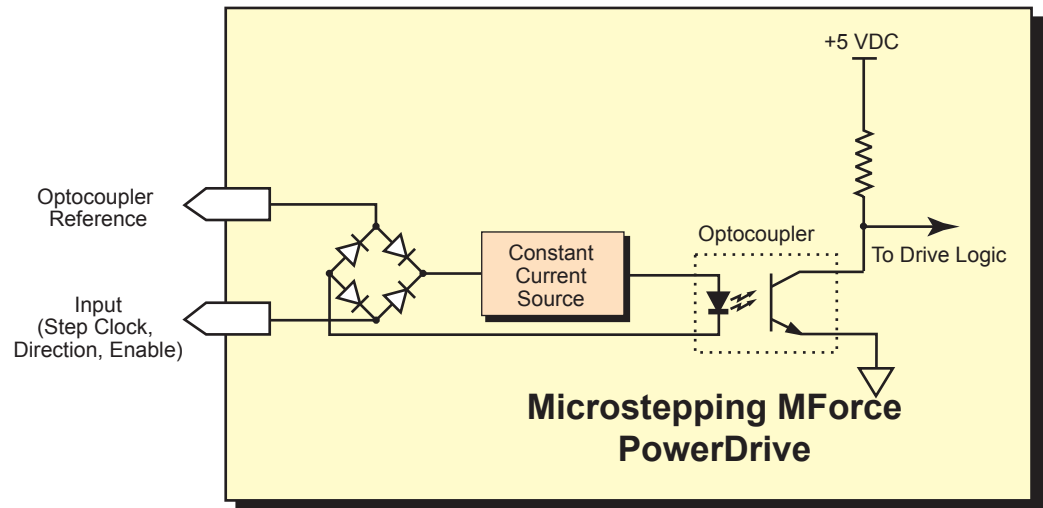 +5 VDC
Optocoupler
Reference
Optocoupler
To Drive Logic
Constant
Current
Source
Input
(Step Clock,
Direction, Enable)
Microstepping MForce
PowerDrive